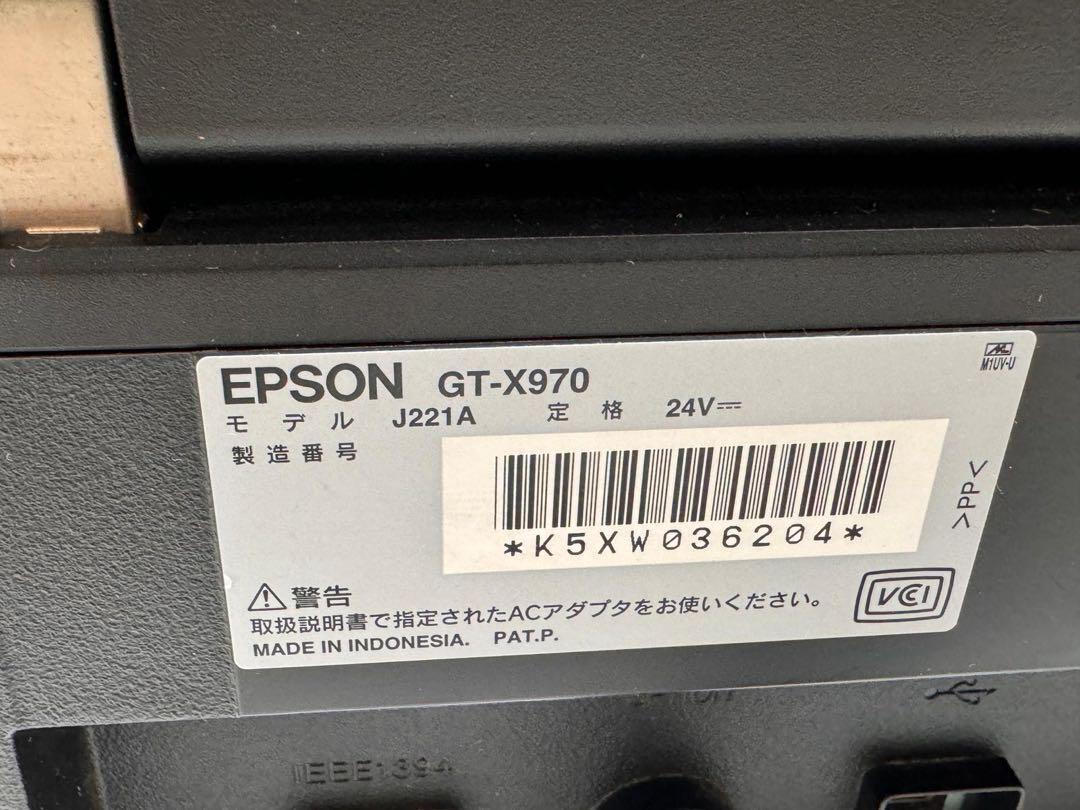 EPSON GT-X970
M1UV-U
モデル J221A 定格 24V⎓
製造番号
*K5XW036204*
>PP<
⚠警告
取扱説明書で指定されたACアダプタをお使いください。
VCCI
MADE IN INDONESIA. PAT.P.
IEEE1394